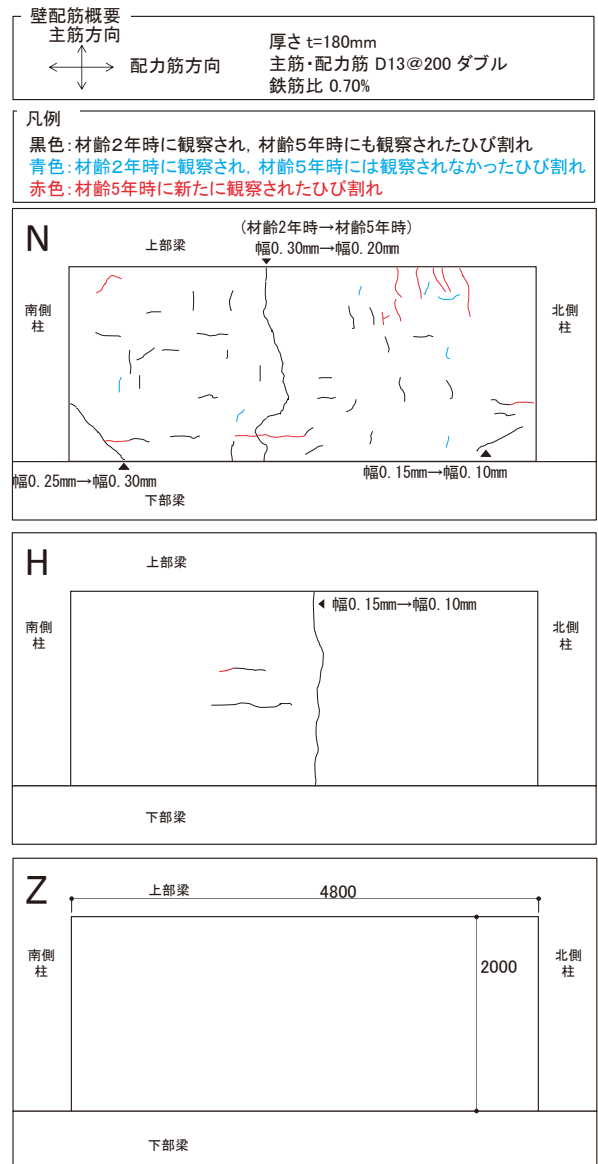 壁配筋概要
主筋方向
配力筋方向
厚さ t=180mm
主筋・配力筋 D13@200 ダブル
鉄筋比 0.70%
凡例
黒色:材齢2年時に観察され, 材齢5年時にも観察されたひび割れ
青色:材齢2年時に観察され, 材齢5年時には観察されなかったひび割れ
赤色:材齢5年時に新たに観察されたひび割れ
N
上部梁
(材齢2年時→材齢5年時)
幅0.30mm→幅0.20mm
南側
柱
北側
柱
幅0.25mm→幅0.30mm
幅0.15mm→幅0.10mm
下部梁
H
上部梁
幅0.15mm→幅0.10mm
南側
柱
北側
柱
下部梁
Z
上部梁
4800
南側
柱
北側
柱
2000
下部梁